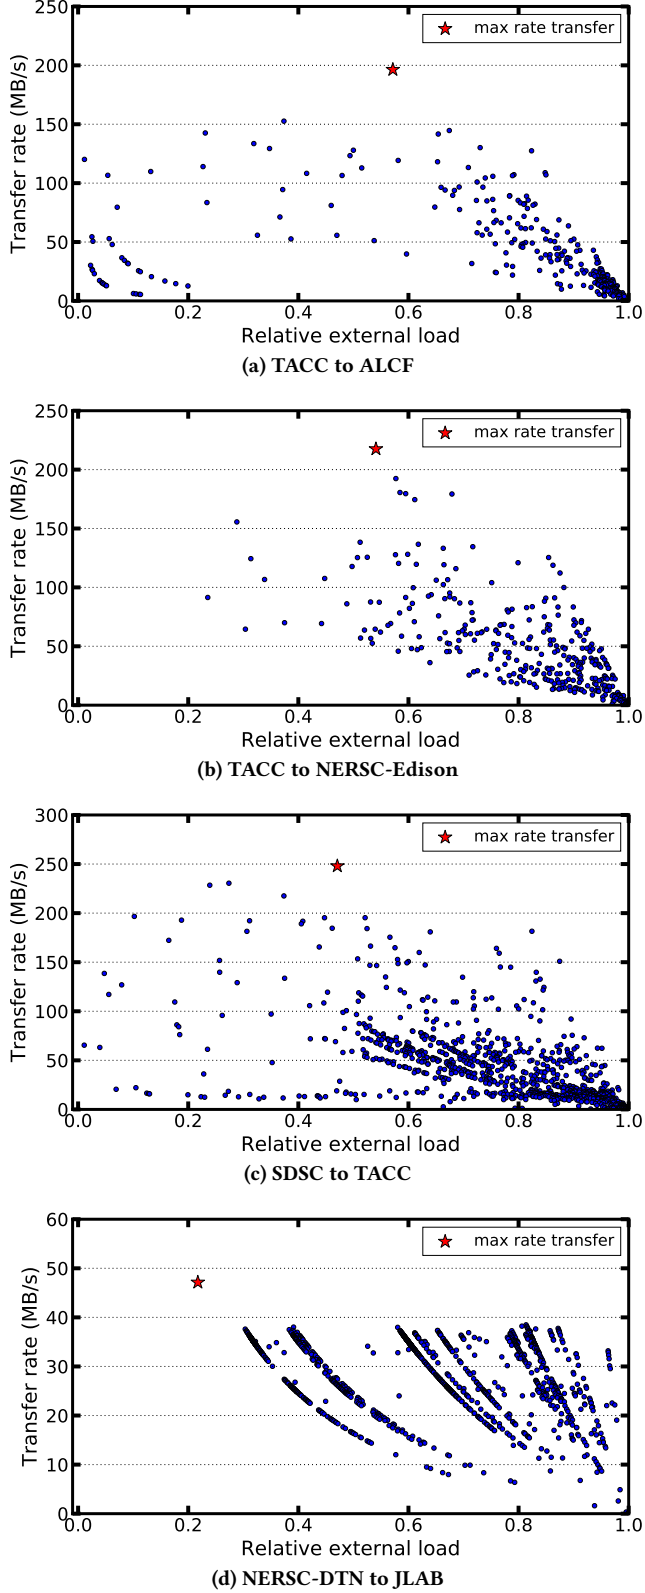 250
200
150
100
50
0
Transfer rate (MB/s)
max rate transfer
0.0 0.2 0.4 0.6 0.8 1.0
Relative external load
(a) TACC to ALCF
250
200
150
100
50
0
Transfer rate (MB/s)
max rate transfer
0.0 0.2 0.4 0.6 0.8 1.0
Relative external load
(b) TACC to NERSC-Edison
300
250
200
150
100
50
0
Transfer rate (MB/s)
max rate transfer
0.0 0.2 0.4 0.6 0.8 1.0
Relative external load
(c) SDSC to TACC
60
50
40
30
20
10
0
Transfer rate (MB/s)
max rate transfer
0.0 0.2 0.4 0.6 0.8 1.0
Relative external load
(d) NERSC-DTN to JLAB